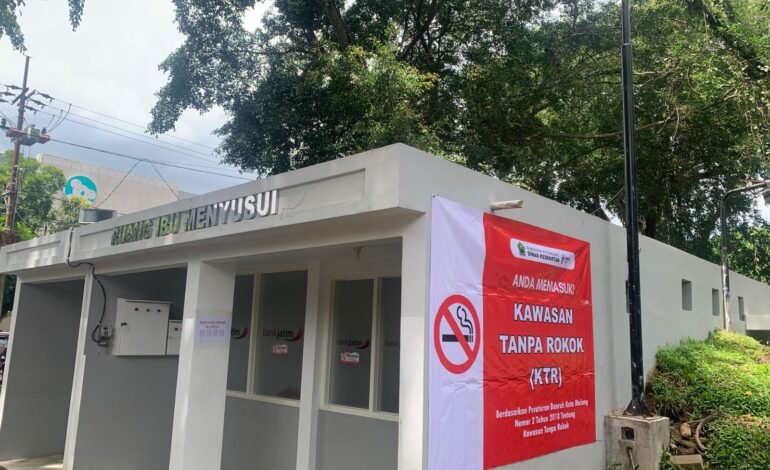 RUANG IBU MENYUSUI
bankjatim
bankjatim
DINAS KESEHATAN
ANDA MEMASUKI
KAWASAN
TANPA ROKOK
(KTR)
Berdasarkan Peraturan Daerah Kota Malang
Nomor 2 Tahun 2018 Tentang
Kawasan Tanpa Rokok